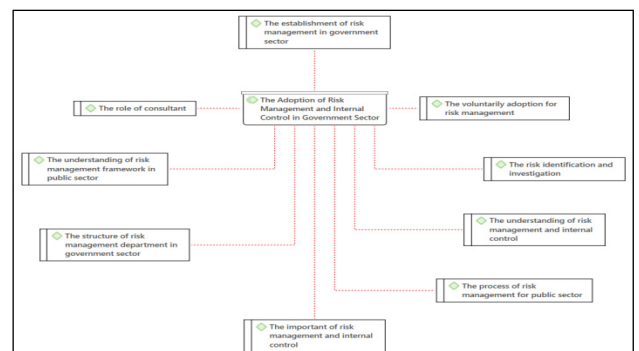 The establishment of risk
management in government
sector
The role of consultant
The Adoption of Risk
Management and Internal
Control in Government Sector
The voluntarily adoption for
risk management
The understanding of risk
management framework in
public sector
The risk identification and
investigation
The structure of risk
management department in
government sector
The understanding of risk
management and internal
control
The process of risk
management for public sector
The important of risk
management and internal
control